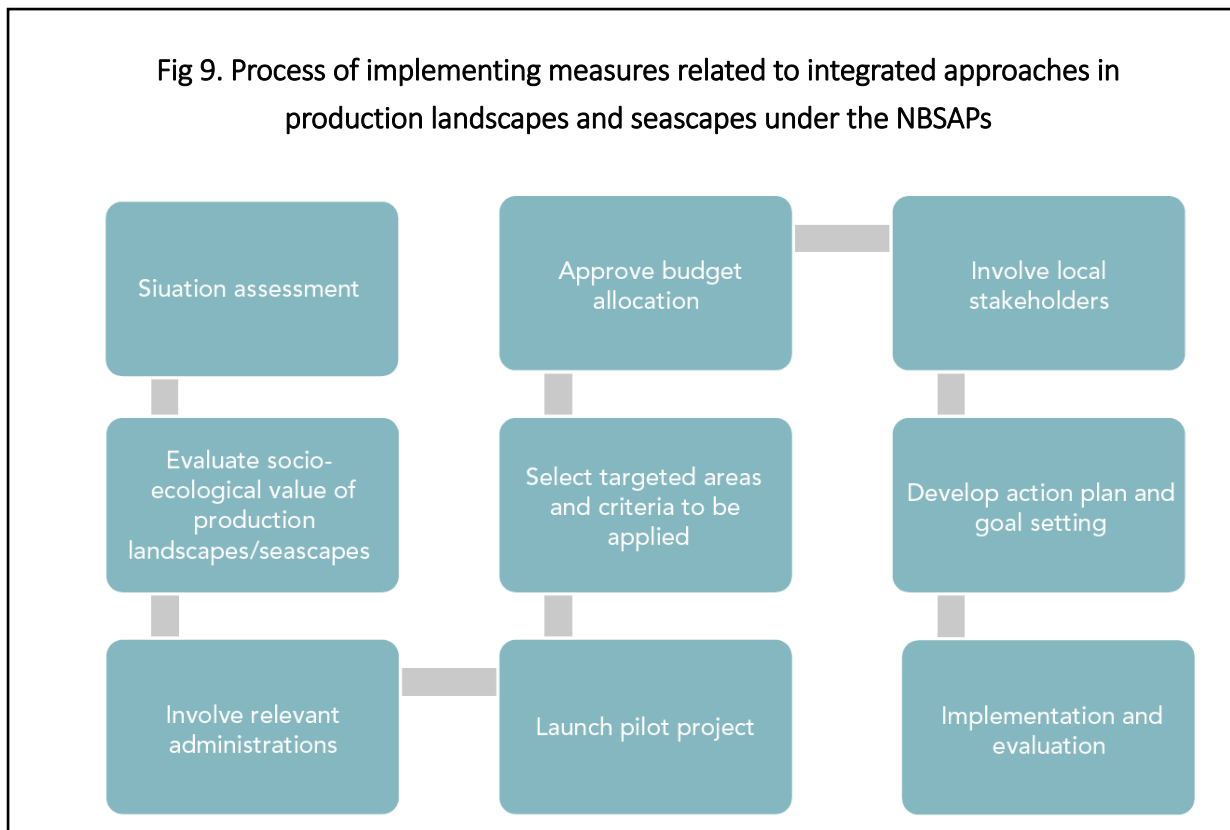 Fig 9. Process of implementing measures related to integrated approaches in
production landscapes and seascapes under the NBSAPs
Siuation assessment
Evaluate socio-
ecological value of
production
landscapes/seascapes
Involve relevant
administrations
Launch pilot project
Select targeted areas
and criteria to be
applied
Approve budget
allocation
Involve local
stakeholders
Develop action plan and
goal setting
Implementation and
evaluation